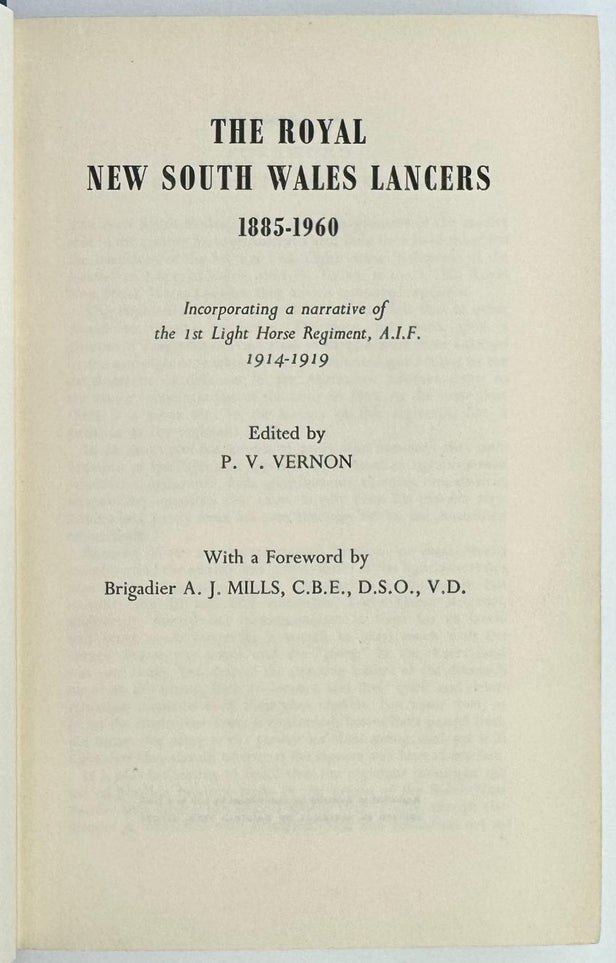 THE ROYAL
NEW SOUTH WALES LANCERS
1885-1960
Incorporating a narrative of
the 1st Light Horse Regiment, A.I.F.
1914-1919
Edited by
P. V. VERNON
With a Foreword by
Brigadier A. J. MILLS, C.B.E., D.S.O., V.D.